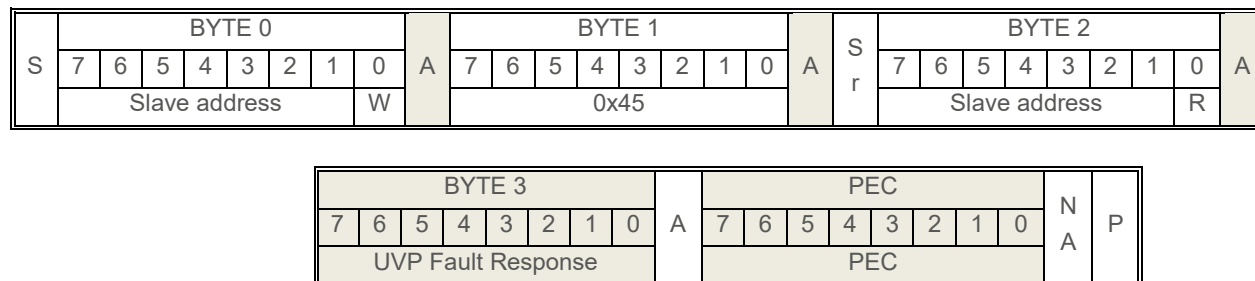 BYTE 0 BYTE 1 BYTE 2
S 7 6 5 4 3 2 1 0 A 7 6 5 4 3 2 1 0 A Sr 7 6 5 4 3 2 1 0 A
Slave address W 0x45 Slave address R
BYTE 3 PEC
7 6 5 4 3 2 1 0 A 7 6 5 4 3 2 1 0 NA P
UVP Fault Response PEC